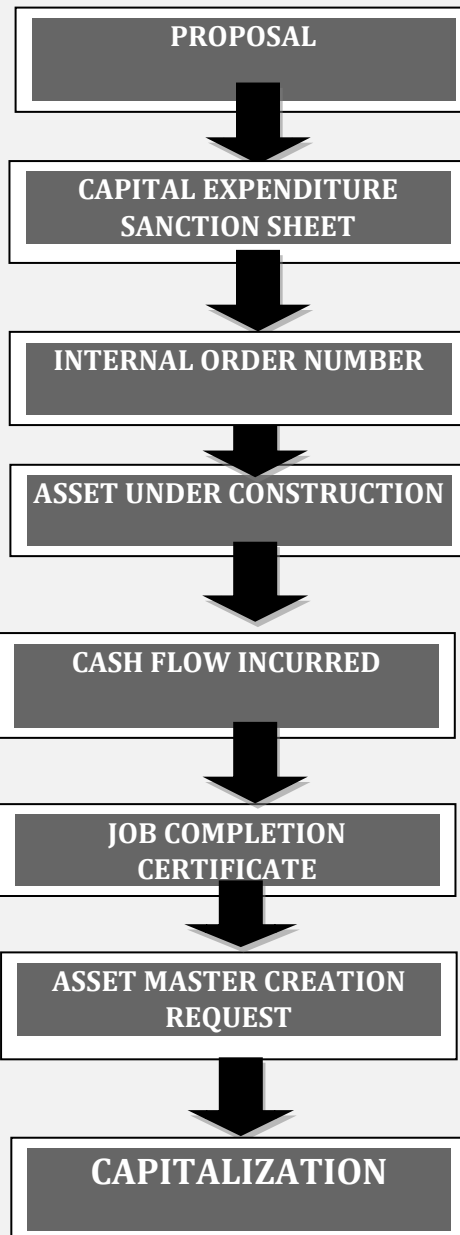 PROPOSAL
CAPITAL EXPENDITURE
SANCTION SHEET
INTERNAL ORDER NUMBER
ASSET UNDER CONSTRUCTION
CASH FLOW INCURRED
JOB COMPLETION
CERTIFICATE
ASSET MASTER CREATION
REQUEST
CAPITALIZATION